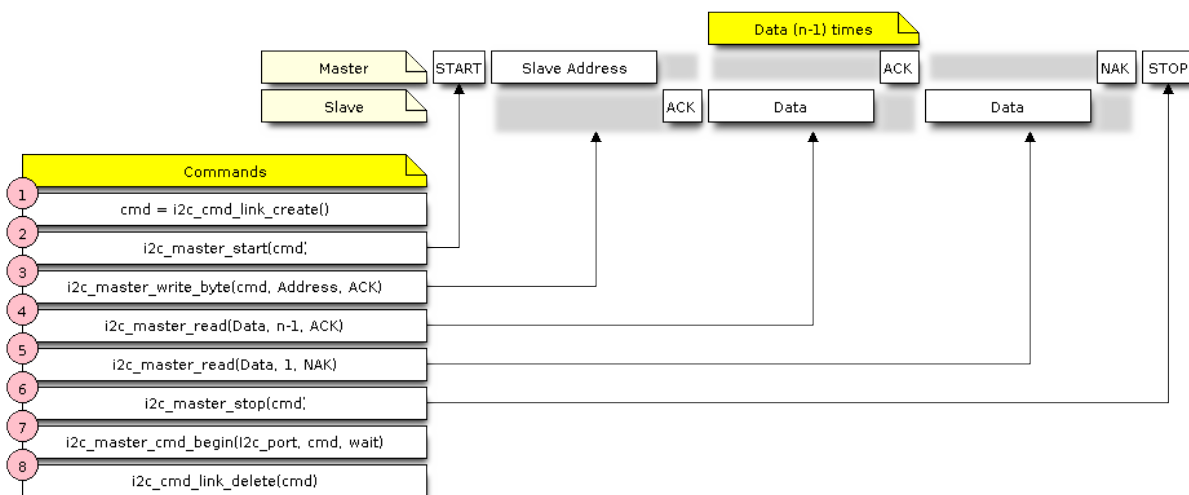 Data (n-1) times
Master START Slave Address ACK NAK STOP
Slave ACK Data Data
Commands
1 cmd = i2c_cmd_link_create()
2 i2c_master_start(cmd;
3 i2c_master_write_byte(cmd, Address, ACK)
4 i2c_master_read(Data, n-1, ACK)
5 i2c_master_read(Data, 1, NAK)
6 i2c_master_stop(cmd;
7 i2c_master_cmd_begin(I2c_port, cmd, wait)
8 i2c_cmd_link_delete(cmd)